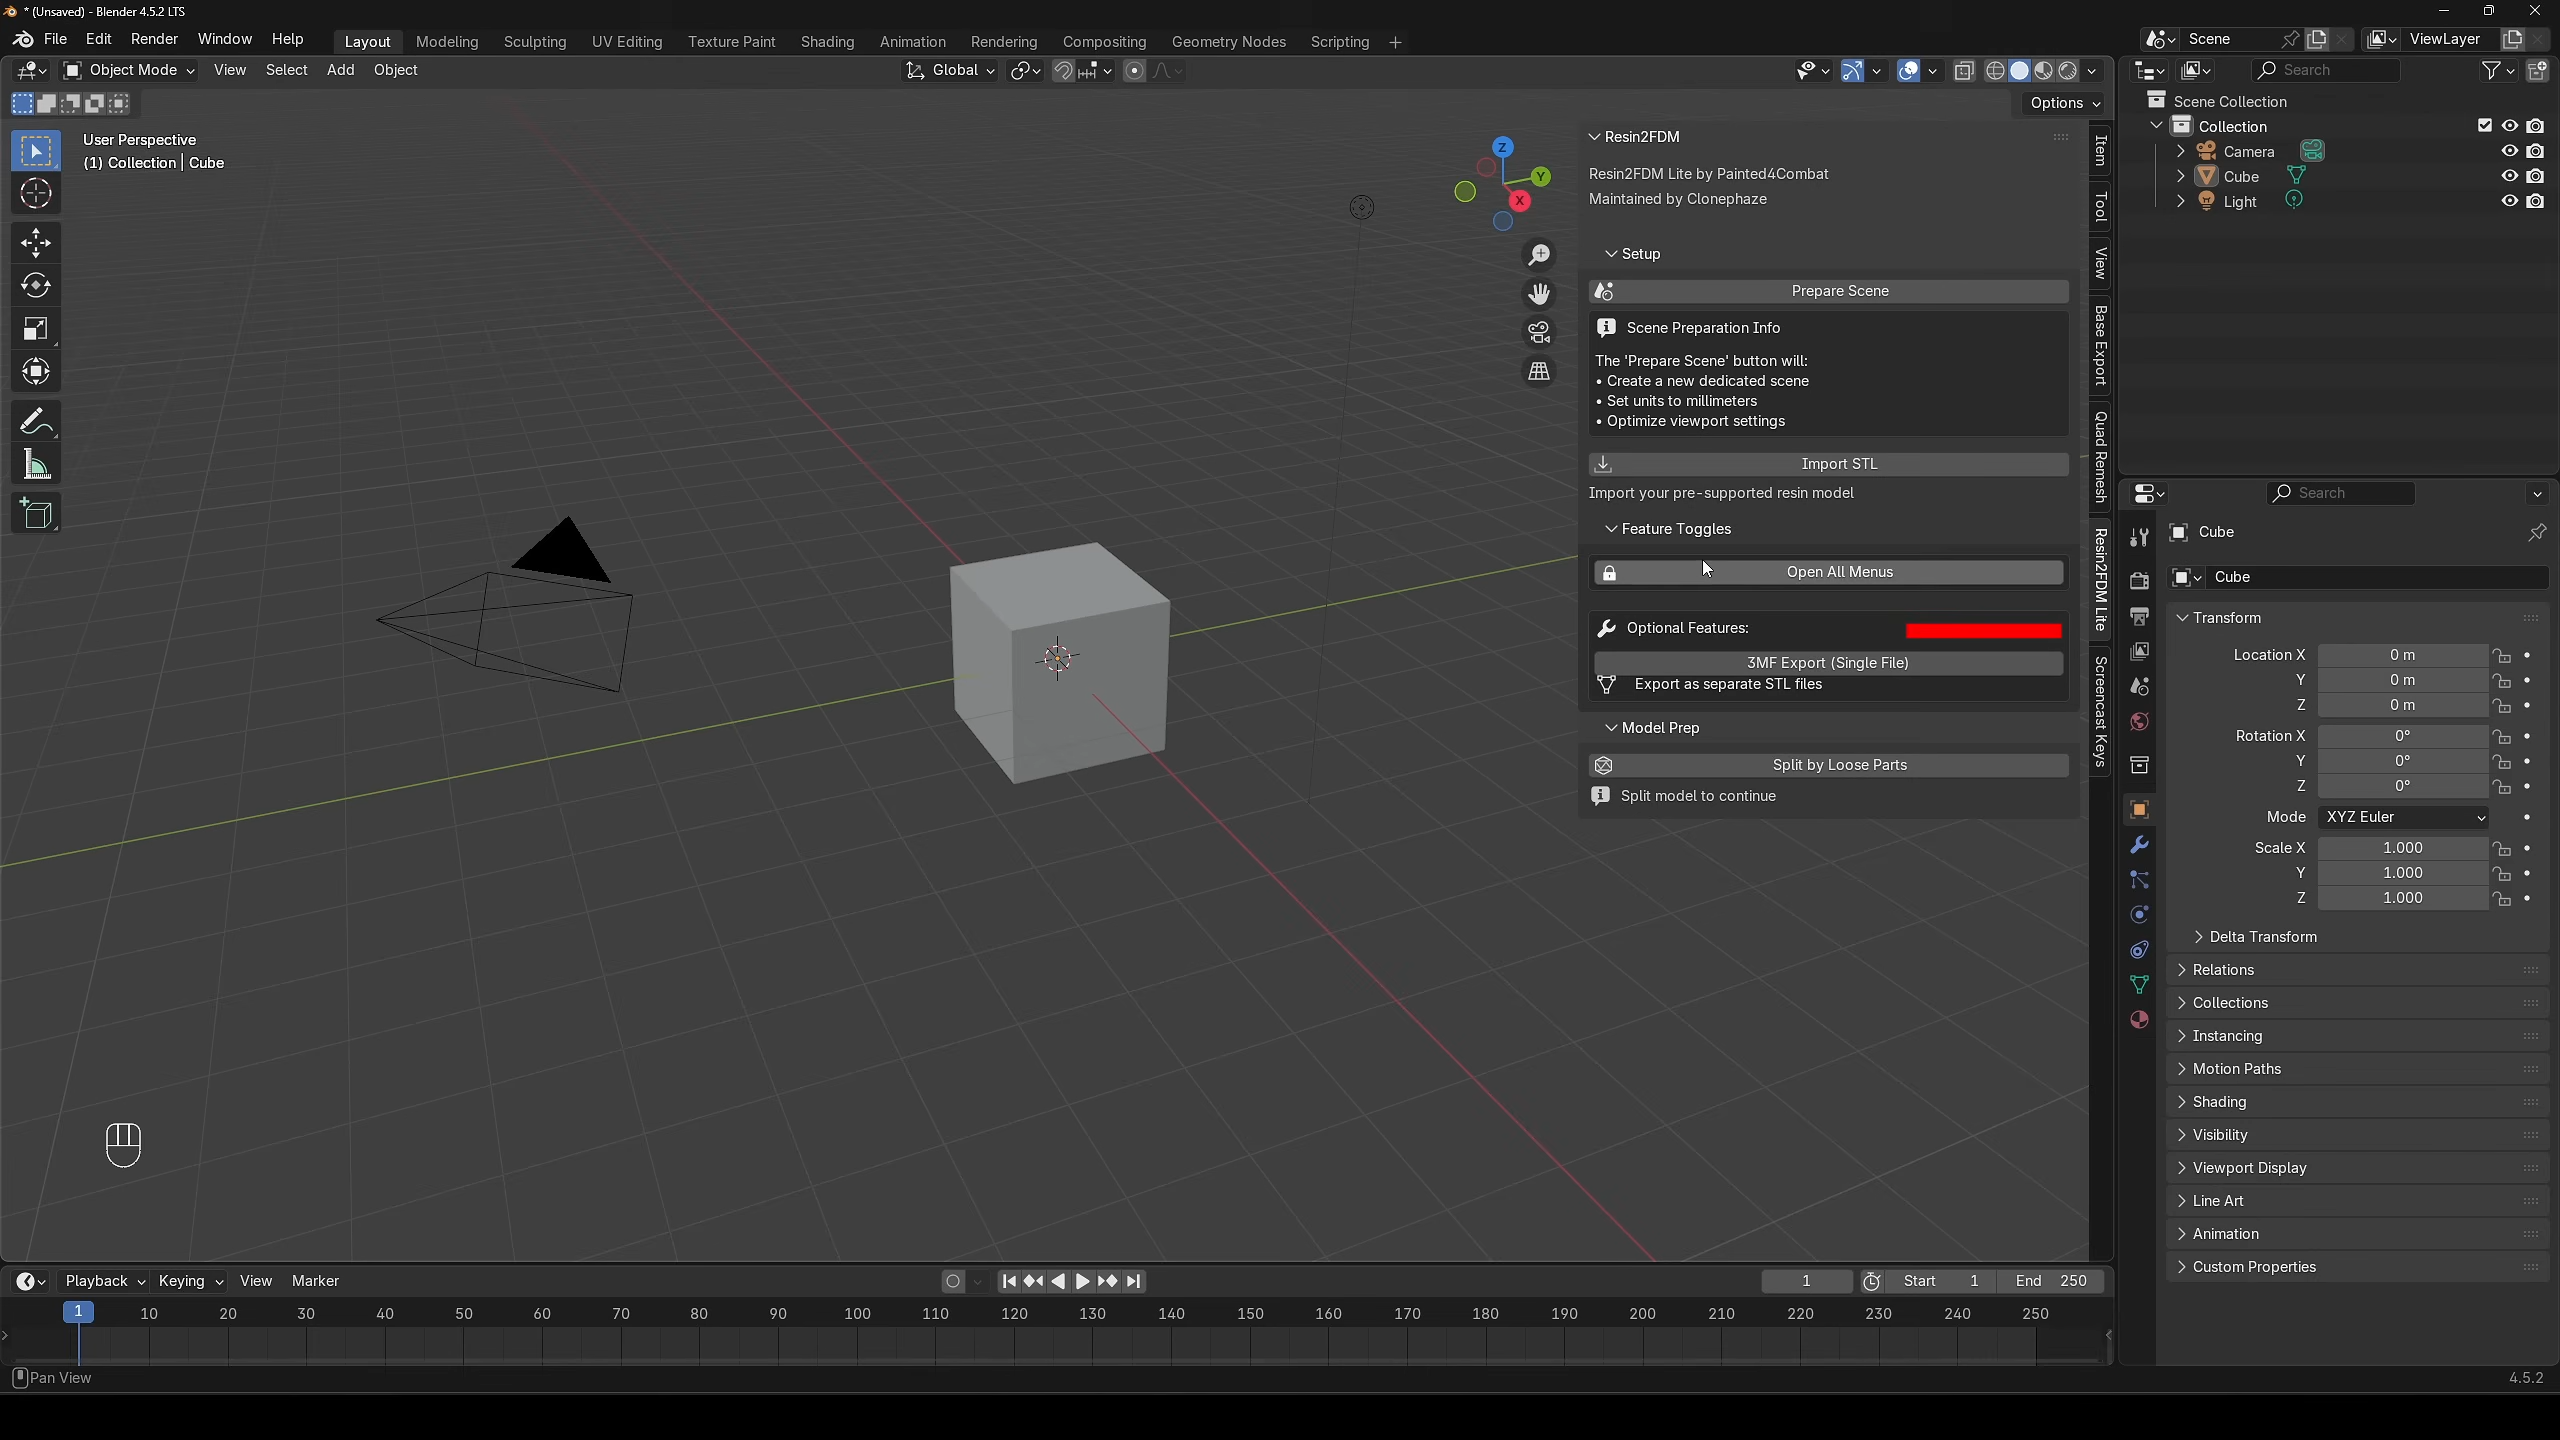 * (Unsaved) - Blender 4.5.2 LTS
File Edit Render Window Help Layout Modeling Sculpting UV Editing Texture Paint Shading Animation Rendering Compositing Geometry Nodes Scripting + Scene ViewLayer
Object Mode View Select Add Object Global Search
Options
User Perspective
(1) Collection | Cube
Z
Y
X
Resin2FDM
Resin2FDM Lite by Painted4Combat
Maintained by Clonephaze
Setup
Prepare Scene
Scene Preparation Info
The 'Prepare Scene' button will:
• Create a new dedicated scene
• Set units to millimeters
• Optimize viewport settings
Import STL
Import your pre-supported resin model
Feature Toggles
Open All Menus
Optional Features:
3MF Export (Single File)
Export as separate STL files
Model Prep
Split by Loose Parts
Split model to continue
Item
Tool
View
Base Export
Quad Remesh
Resin2FDM Lite
Screencast Keys
Scene Collection
Collection
Camera
Cube
Light
Search
Cube
Cube
Transform
Location X 0 m
Y 0 m
Z 0 m
Rotation X 0°
Y 0°
Z 0°
Mode XYZ Euler
Scale X 1.000
Y 1.000
Z 1.000
Delta Transform
Relations
Collections
Instancing
Motion Paths
Shading
Visibility
Viewport Display
Line Art
Animation
Custom Properties
Playback Keying View Marker 1 Start 1 End 250
1 10 20 30 40 50 60 70 80 90 100 110 120 130 140 150 160 170 180 190 200 210 220 230 240 250
Pan View 4.5.2